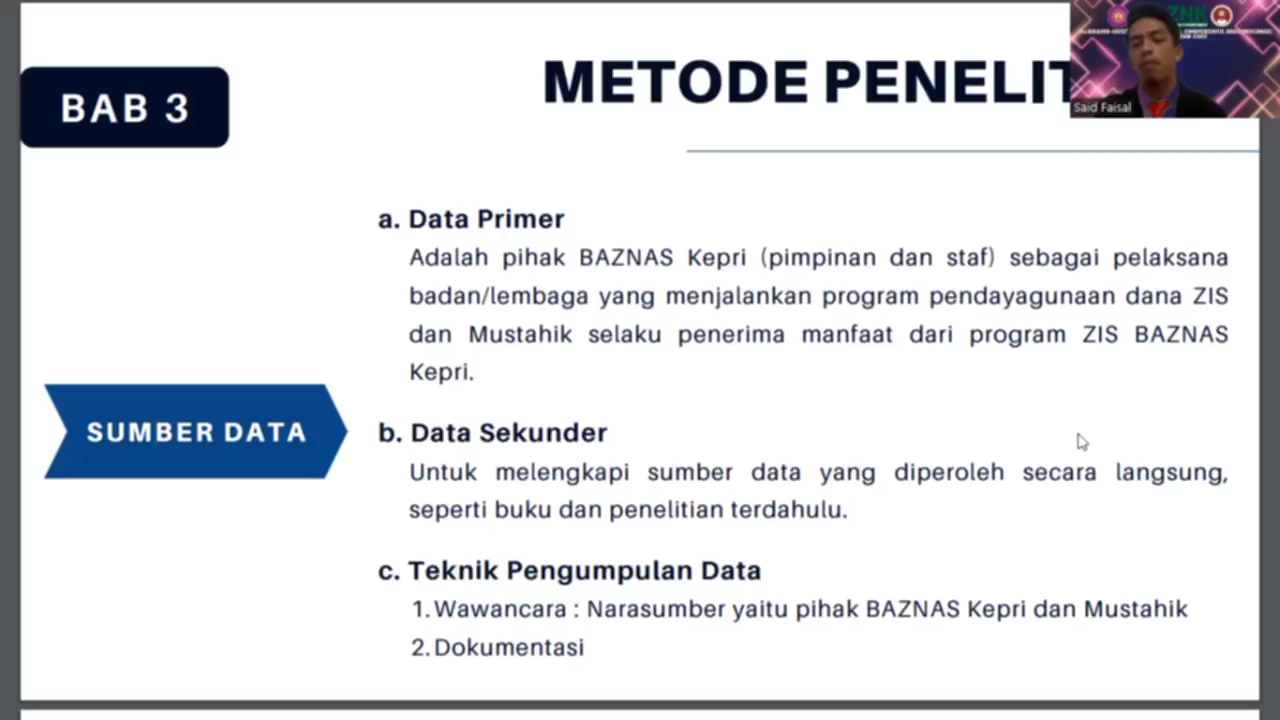 BAB 3
METODE PENELIT
Said Faisal
a. Data Primer
Adalah pihak BAZNAS Kepri (pimpinan dan staf) sebagai pelaksana
badan/lembaga yang menjalankan program pendayagunaan dana ZIS
dan Mustahik selaku penerima manfaat dari program ZIS BAZNAS
Kepri.
SUMBER DATA
b. Data Sekunder
Untuk melengkapi sumber data yang diperoleh secara langsung,
seperti buku dan penelitian terdahulu.
c. Teknik Pengumpulan Data
1. Wawancara : Narasumber yaitu pihak BAZNAS Kepri dan Mustahik
2. Dokumentasi